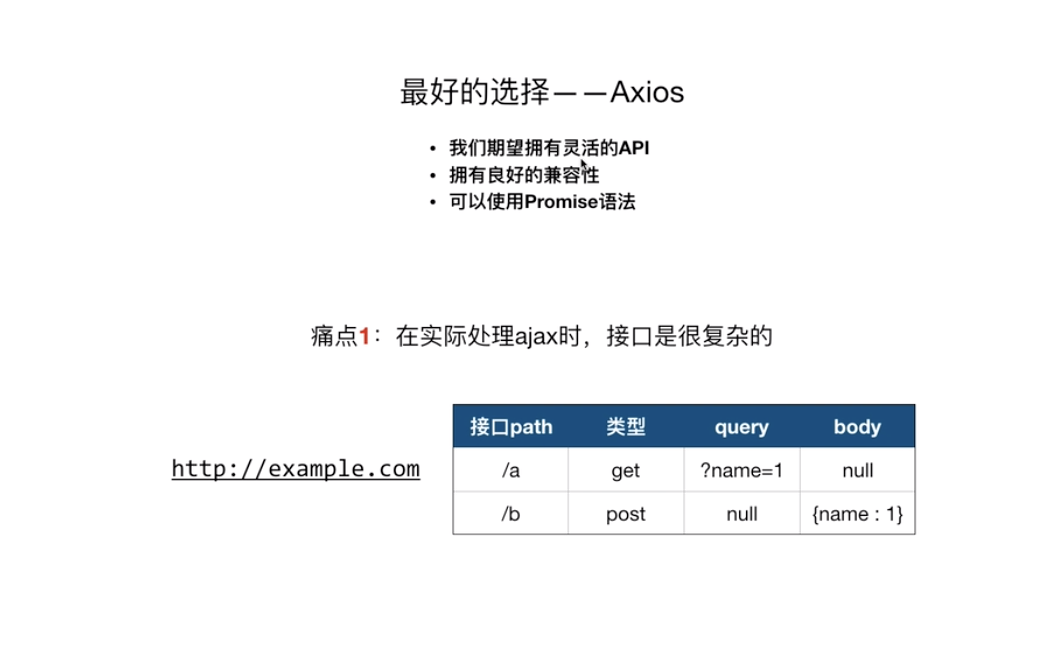 最好的选择——Axios
• 我们期望拥有灵活的API
• 拥有良好的兼容性
• 可以使用Promise语法
痛点1：在实际处理ajax时，接口是很复杂的
接口path 类型 query body
http://example.com
/a get ?name=1 null
/b post null {name : 1}